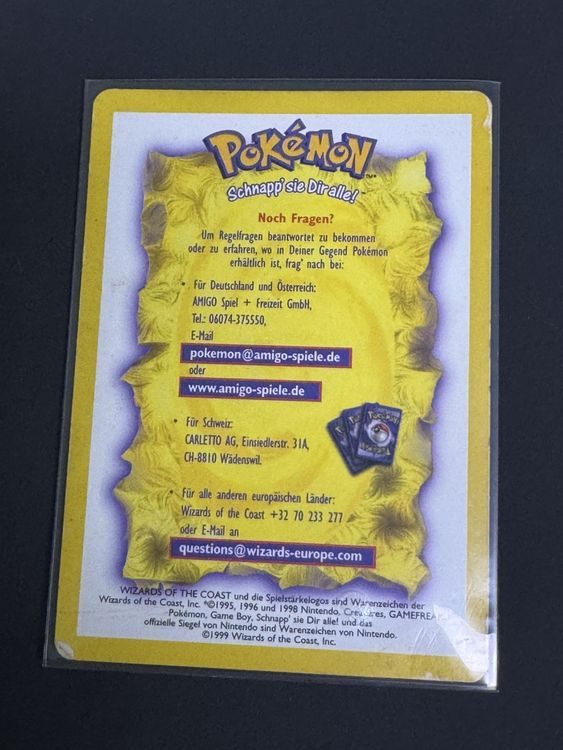 POKéMON™
Schnapp' sie Dir alle!™
Noch Fragen?
Um Regelfragen beantwortet zu bekommen
oder zu erfahren, wo in Deiner Gegend Pokémon
erhältlich ist, frag' nach bei:
• Für Deutschland und Österreich:
AMIGO Spiel + Freizeit GmbH,
Tel.: 06074-375550,
E-Mail
pokemon@amigo-spiele.de
oder
www.amigo-spiele.de
• Für Schweiz:
CARLETTO AG, Einsiedlerstr. 31A,
CH-8810 Wädenswil.
• Für alle anderen europäischen Länder:
Wizards of the Coast +32 70 233 277
oder E-Mail an
questions@wizards-europe.com
WIZARDS OF THE COAST und die Spielstärkelogos sind Warenzeichen der
Wizards of the Coast, Inc. ©1995, 1996 und 1998 Nintendo, Creatures, GAMEFREAK.
Pokémon, Game Boy, Schnapp' sie Dir alle! und das
offizielle Siegel von Nintendo sind Warenzeichen von Nintendo.
©1999 Wizards of the Coast, Inc.